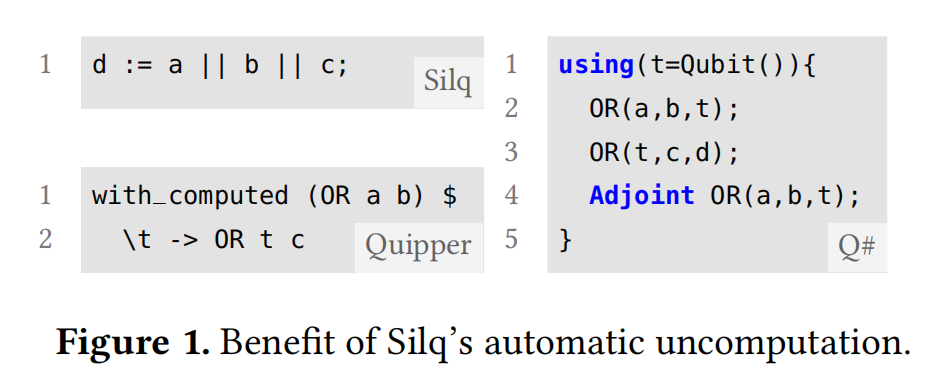 1 d := a || b || c;
Silq
1 with_computed (OR a b) $
2 \t -> OR t c
Quipper
1 using(t=Qubit()){
2 OR(a,b,t);
3 OR(t,c,d);
4 Adjoint OR(a,b,t);
5 }
Q#
Figure 1. Benefit of Silq's automatic uncomputation.